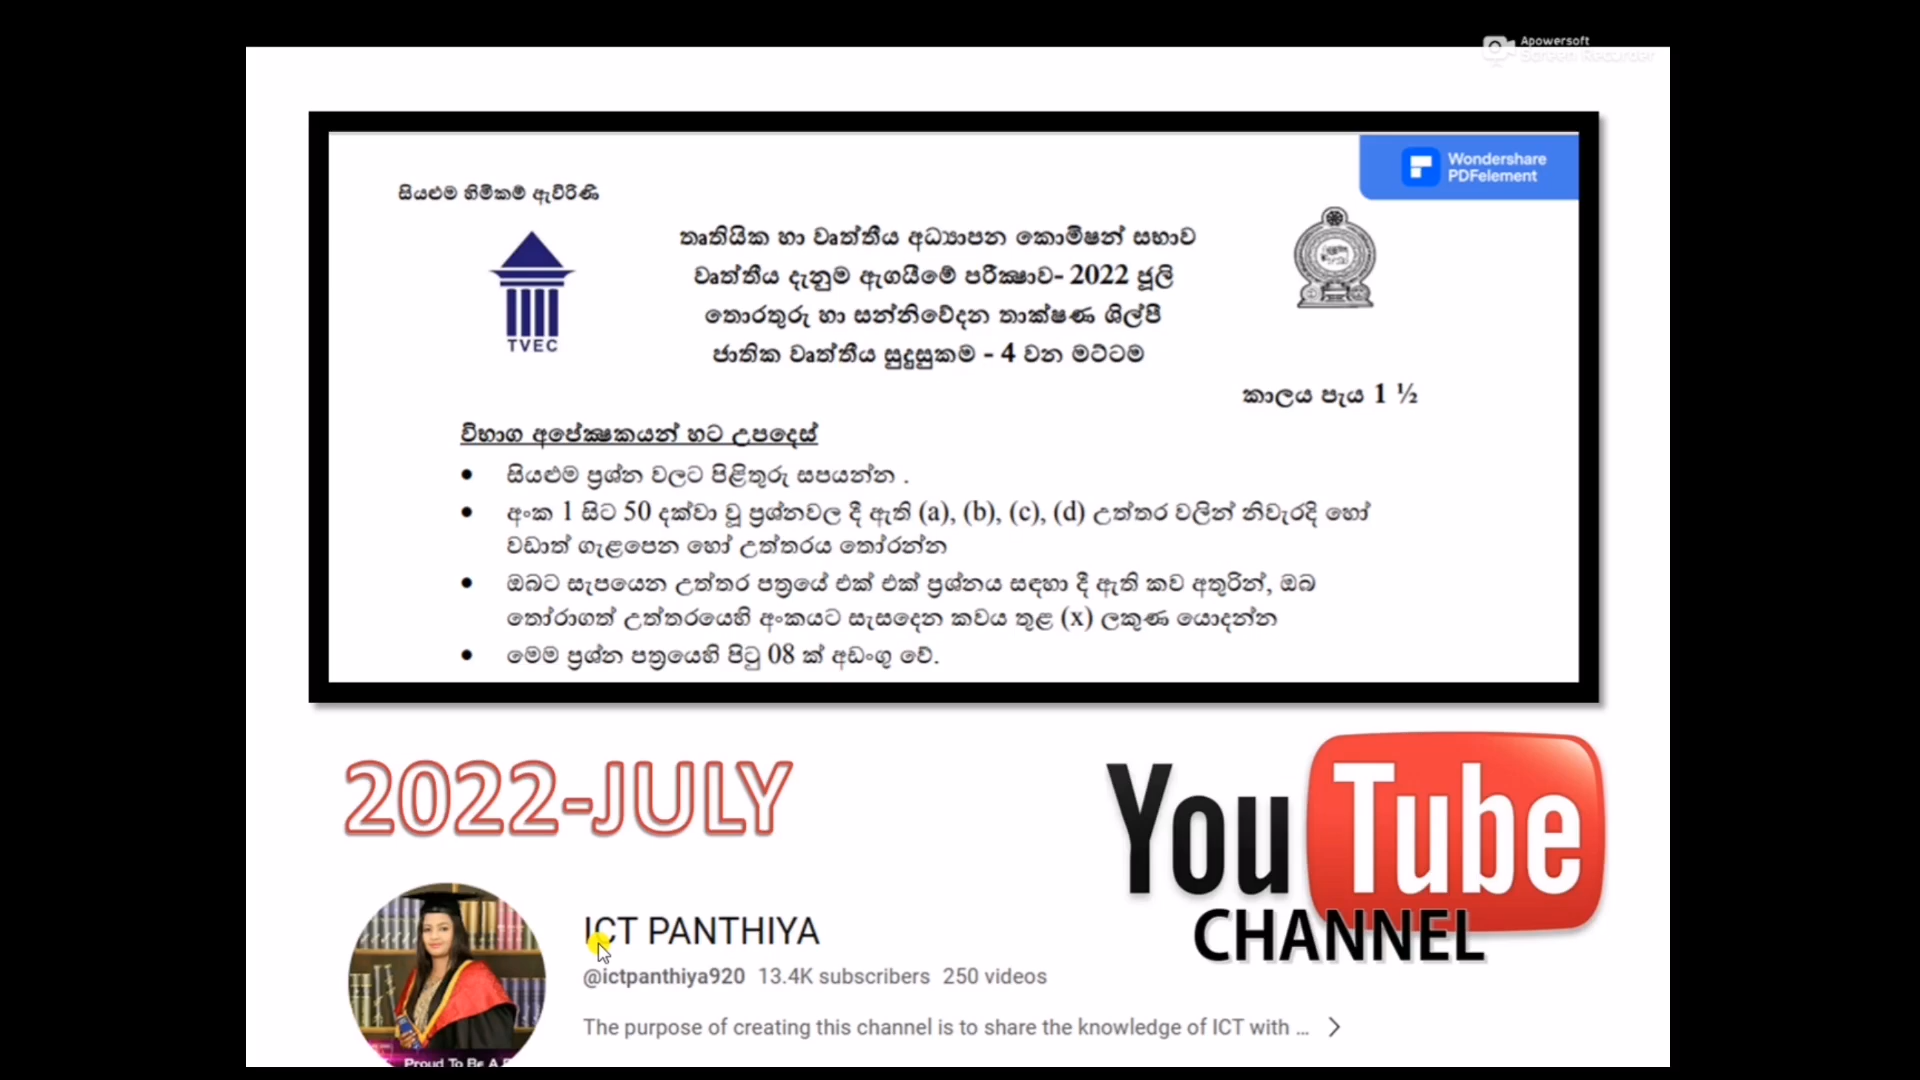 Apowersoft
Screen Recorder
Wondershare
PDFelement
සියළුම හිමිකම් ඇවිරිණි
TVEC
තෘතියික හා වෘත්තීය අධ්‍යාපන කොමිෂන් සභාව
වෘත්තීය දැනුම ඇගයීමේ පරීක්‍ෂාව- 2022 ජූලි
තොරතුරු හා සන්නිවේදන තාක්ෂණ ශිල්පී
ජාතික වෘත්තීය සුදුසුකම - 4 වන මට්ටම
කාලය පැය 1 ½
විභාග අපේක්‍ෂකයන් හට උපදෙස්
• සියළුම ප්‍රශ්න වලට පිළිතුරු සපයන්න .
• අංක 1 සිට 50 දක්වා වූ ප්‍රශ්නවල දී ඇති (a), (b), (c), (d) උත්තර වලින් නිවැරදි හෝ
වඩාත් ගැළපෙන හෝ උත්තරය තෝරන්න
• ඔබට සැපයෙන උත්තර පත්‍රයේ එක් එක් ප්‍රශ්නය සඳහා දී ඇති කව අතුරින්, ඔබ
තෝරාගත් උත්තරයෙහි අංකයට සැසඳෙන කවය තුළ (x) ලකුණ යොදන්න
• මෙම ප්‍රශ්න පත්‍රයෙහි පිටු 08 ක් අඩංගු වේ.
2022-JULY
YouTube
CHANNEL
ICT PANTHIYA
@ictpanthiya920 13.4K subscribers 250 videos
The purpose of creating this channel is to share the knowledge of ICT with ...
Proud To Be A